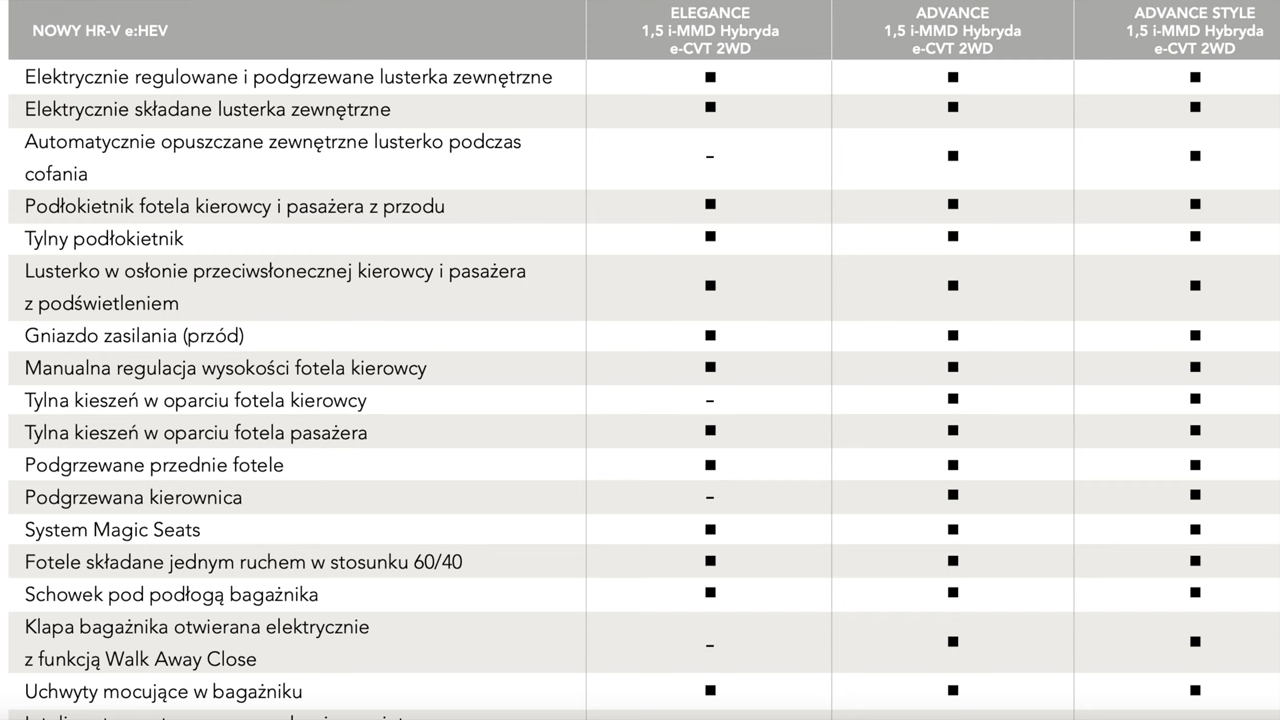 NOWY HR-V e:HEV
ELEGANCE
1,5 i-MMD Hybryda
e-CVT 2WD
ADVANCE
1,5 i-MMD Hybryda
e-CVT 2WD
ADVANCE STYLE
1,5 i-MMD Hybryda
e-CVT 2WD
Elektrycznie regulowane i podgrzewane lusterka zewnętrzne ■ ■ ■
Elektrycznie składane lusterka zewnętrzne ■ ■ ■
Automatycznie opuszczane zewnętrzne lusterko podczas
cofania – ■ ■
Podłokietnik fotela kierowcy i pasażera z przodu ■ ■ ■
Tylny podłokietnik ■ ■ ■
Lusterko w osłonie przeciwsłonecznej kierowcy i pasażera
z podświetleniem ■ ■ ■
Gniazdo zasilania (przód) ■ ■ ■
Manualna regulacja wysokości fotela kierowcy ■ ■ ■
Tylna kieszeń w oparciu fotela kierowcy – ■ ■
Tylna kieszeń w oparciu fotela pasażera ■ ■ ■
Podgrzewane przednie fotele ■ ■ ■
Podgrzewana kierownica – ■ ■
System Magic Seats ■ ■ ■
Fotele składane jednym ruchem w stosunku 60/40 ■ ■ ■
Schowek pod podłogą bagażnika ■ ■ ■
Klapa bagażnika otwierana elektrycznie
z funkcją Walk Away Close – ■ ■
Uchwyty mocujące w bagażniku ■ ■ ■